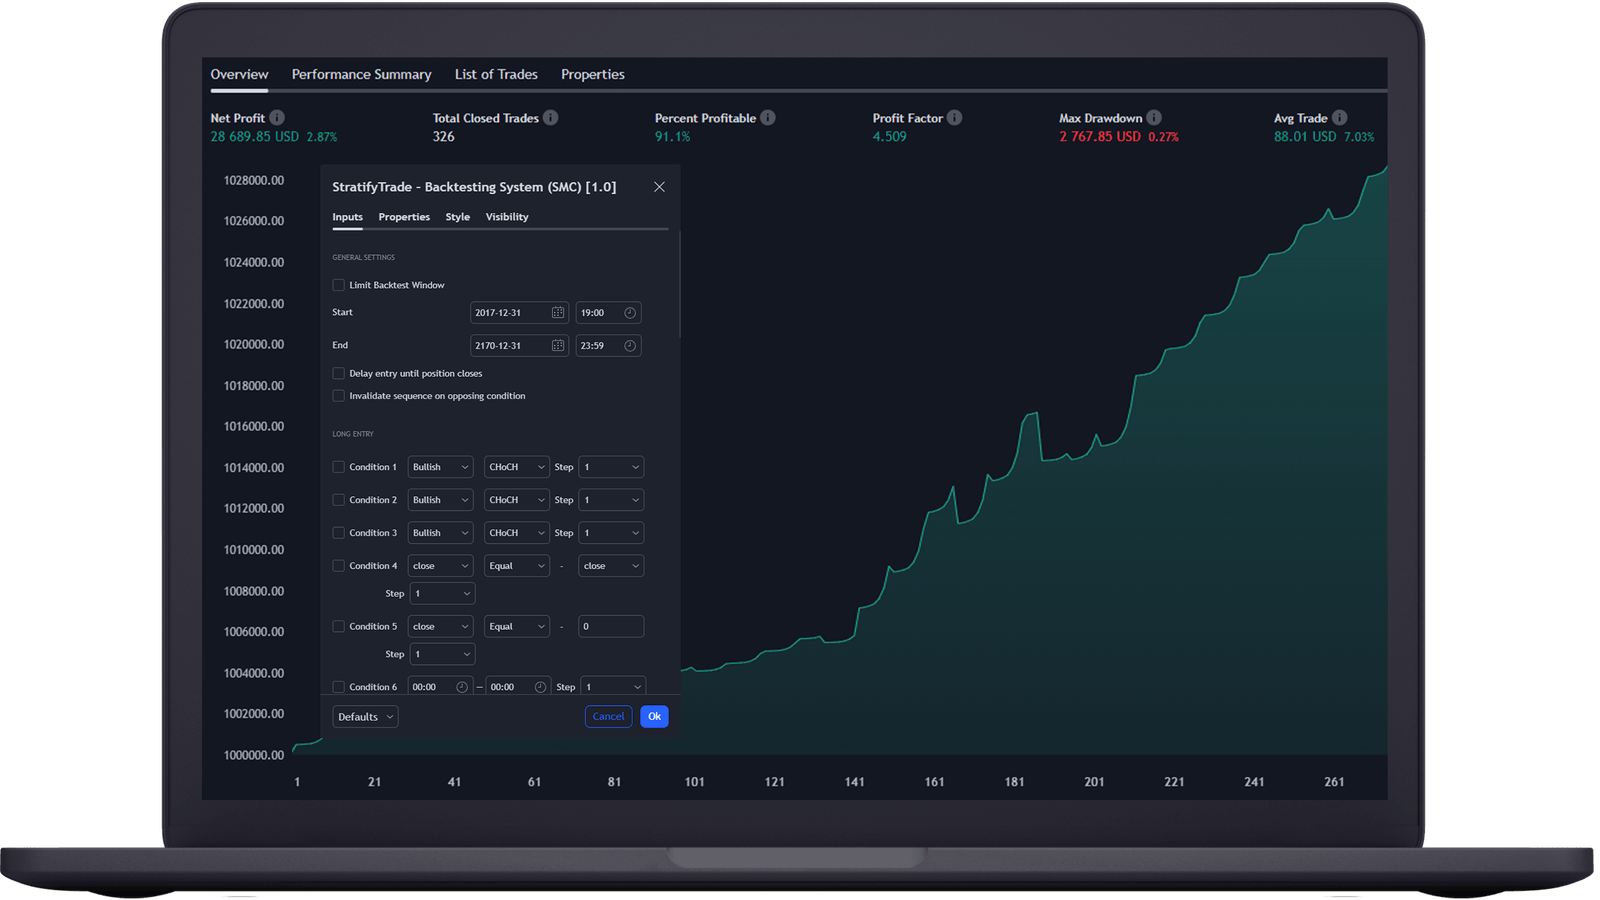 Overview Performance Summary List of Trades Properties
Net Profit Total Closed Trades Percent Profitable Profit Factor Max Drawdown Avg Trade
28 689.85 USD 2.87% 326 91.1% 4.509 2 767.85 USD 0.27% 88.01 USD 7.03%
1028000.00
1026000.00
1024000.00
1022000.00
1020000.00
1018000.00
1016000.00
1014000.00
1012000.00
1010000.00
1008000.00
1006000.00
1004000.00
1002000.00
1000000.00
StratifyTrade - Backtesting System (SMC) [1.0]
Inputs Properties Style Visibility
GENERAL SETTINGS
Limit Backtest Window
Start 2017-12-31 19:00
End 2170-12-31 23:59
Delay entry until position closes
Invalidate sequence on opposing condition
LONG ENTRY
Condition 1 Bullish CHoCH Step 1
Condition 2 Bullish CHoCH Step 1
Condition 3 Bullish CHoCH Step 1
Condition 4 close Equal - close
Step 1
Condition 5 close Equal - 0
Step 1
Condition 6 00:00 – 00:00 Step 1
Defaults Cancel Ok
1 21 41 61 81 101 121 141 161 181 201 221 241 261